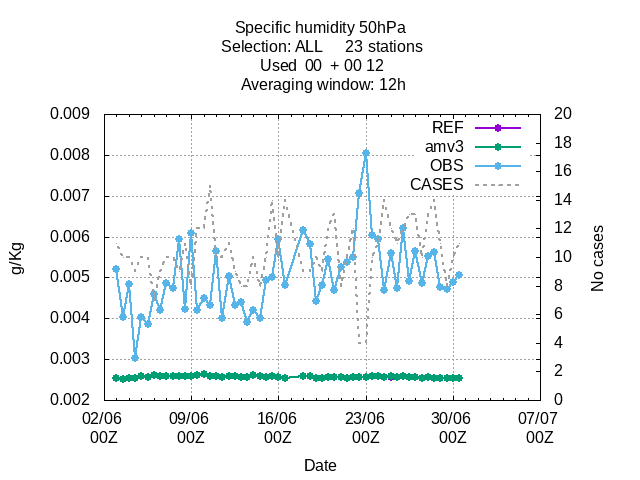 Specific humidity 50hPa
Selection: ALL 23 stations
Used 00 + 00 12
Averaging window: 12h
0.009
0.008
0.007
0.006
0.005
0.004
0.003
0.002
g/Kg
REF
amv3
OBS
CASES
20
18
16
14
12
10
8
6
4
2
0
No cases
02/06 09/06 16/06 23/06 30/06 07/07
00Z 00Z 00Z 00Z 00Z 00Z
Date